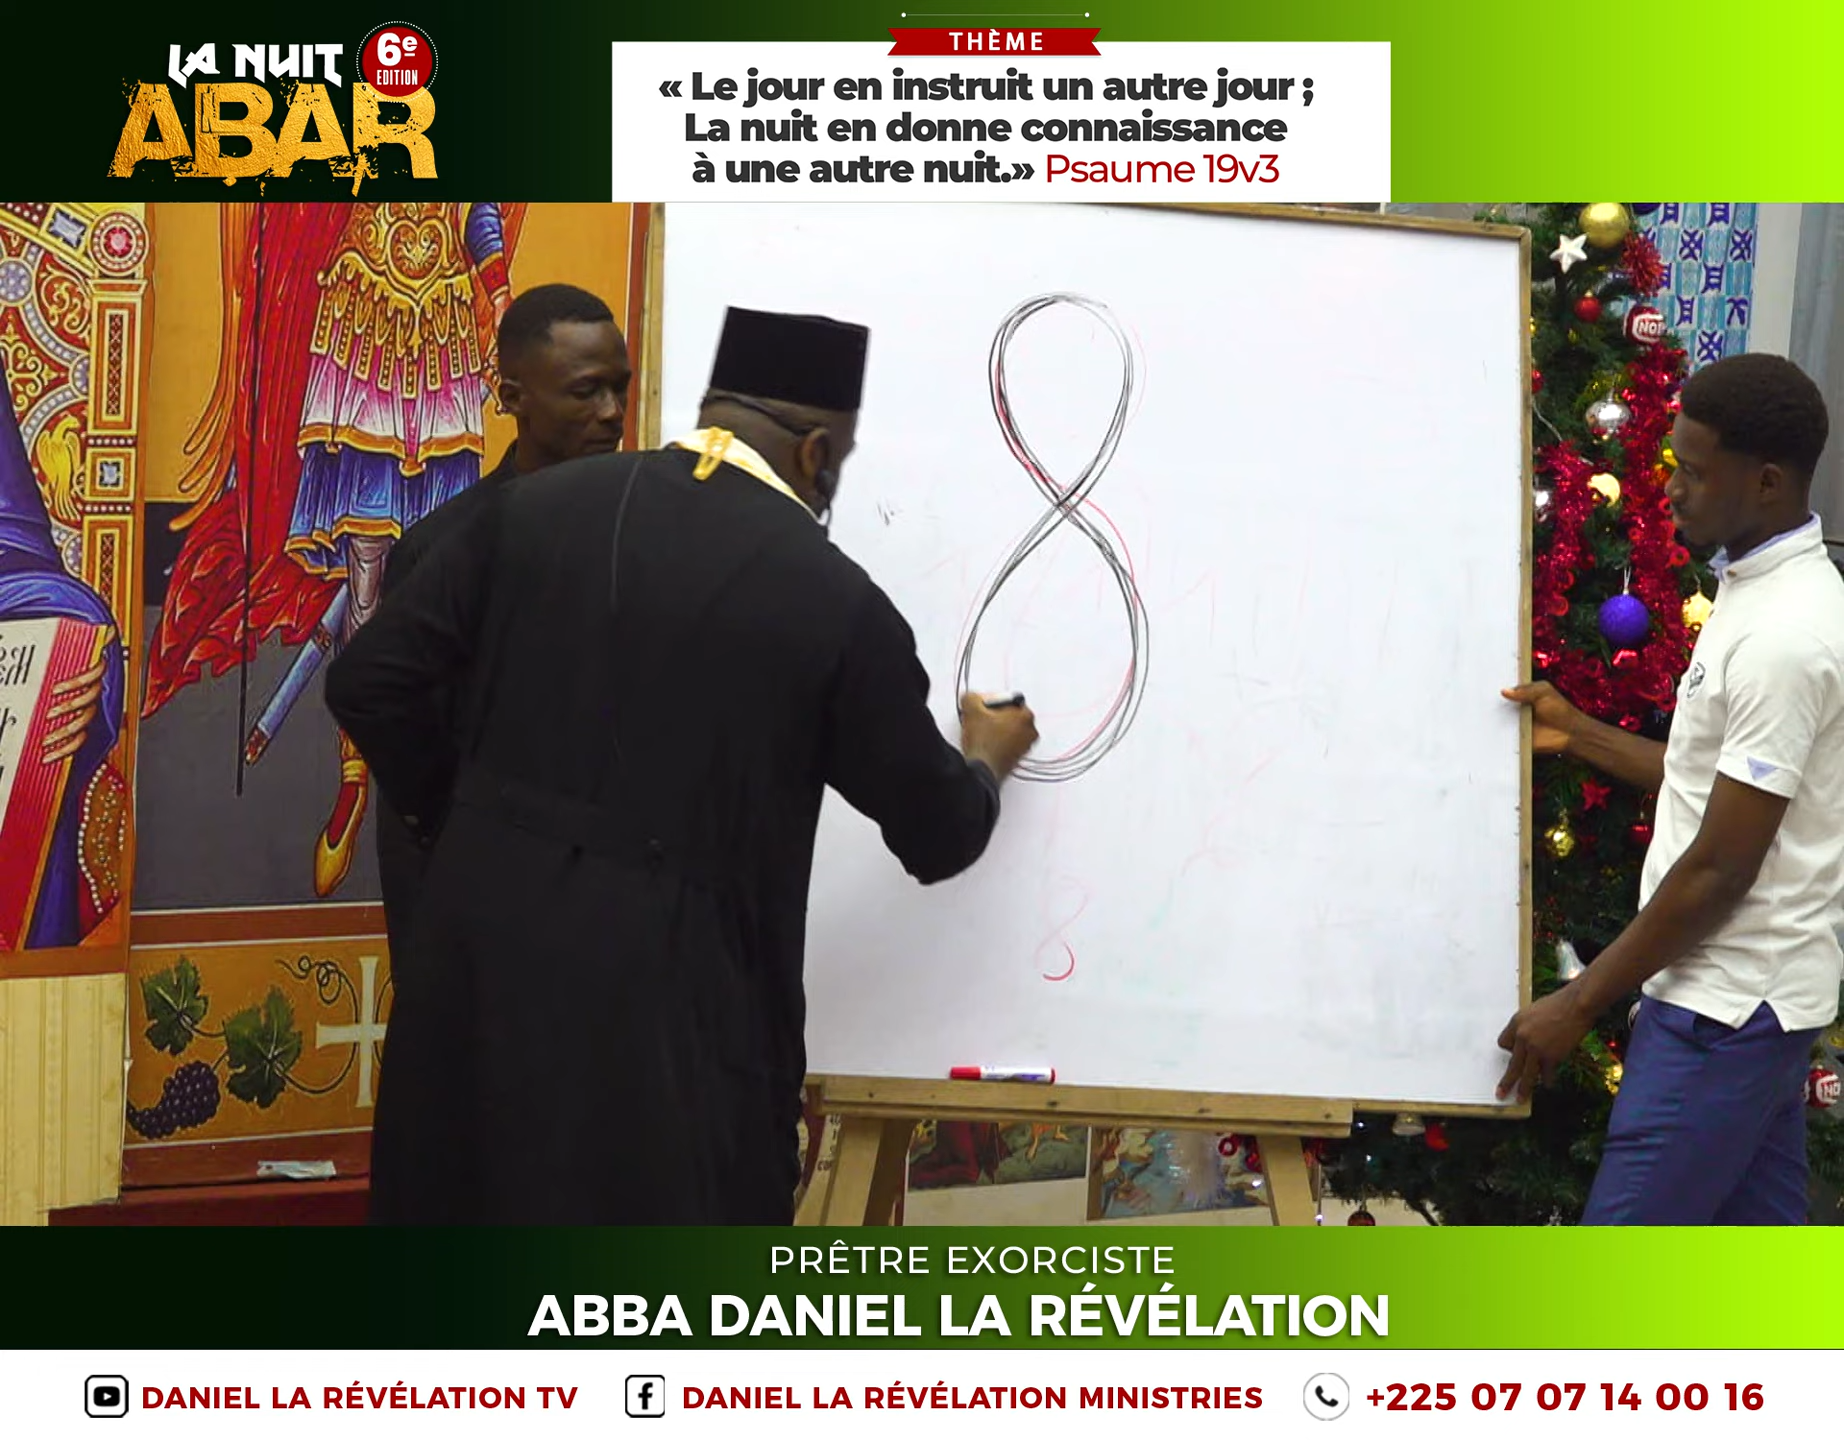 LA NUIT
6e
EDITION
ABAR
THÈME
« Le jour en instruit un autre jour ;
La nuit en donne connaissance
à une autre nuit.» Psaume 19v3
8
8
PRÊTRE EXORCISTE
ABBA DANIEL LA RÉVÉLATION
DANIEL LA RÉVÉLATION TV
DANIEL LA RÉVÉLATION MINISTRIES
+225 07 07 14 00 16